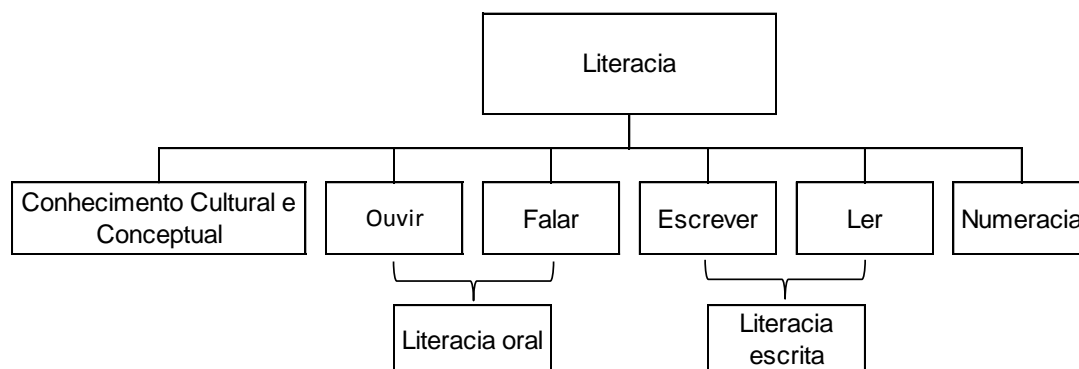 Literacia
Conhecimento Cultural e
Conceptual
Ouvir
Falar
Escrever
Ler
Numeracia
Literacia oral
Literacia
escrita